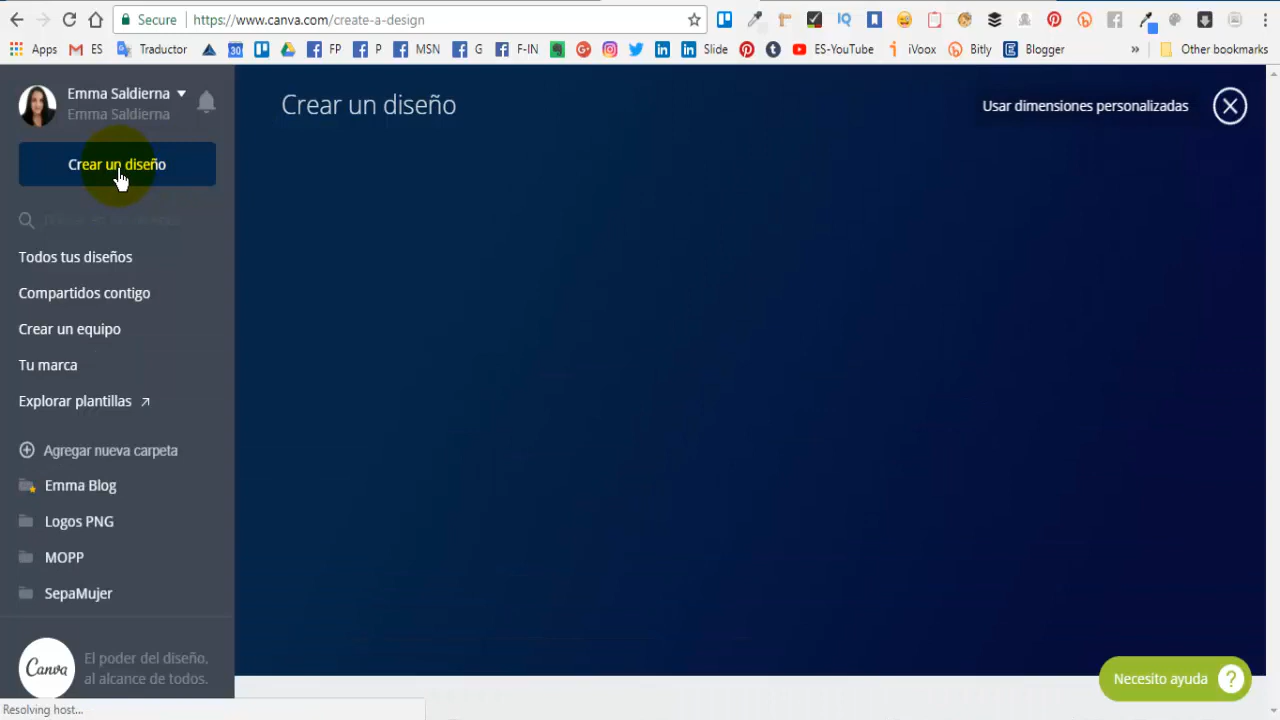 Secure
https://www.canva.com/create-a-design
Apps
ES
Traductor
FP
P
MSN
G
F-IN
Slide
ES-YouTube
iVoox
Bitly
Blogger
»
Other bookmarks
Emma Saldierna
Emma Saldierna
Crear un diseño
Todos tus diseños
Compartidos contigo
Crear un equipo
Tu marca
Explorar plantillas
Agregar nueva carpeta
Emma Blog
Logos PNG
MOPP
SepaMujer
Canva
El poder del diseño,
al alcance de todos.
Resolving host...
Crear un diseño
Usar dimensiones personalizadas
Necesito ayuda ?